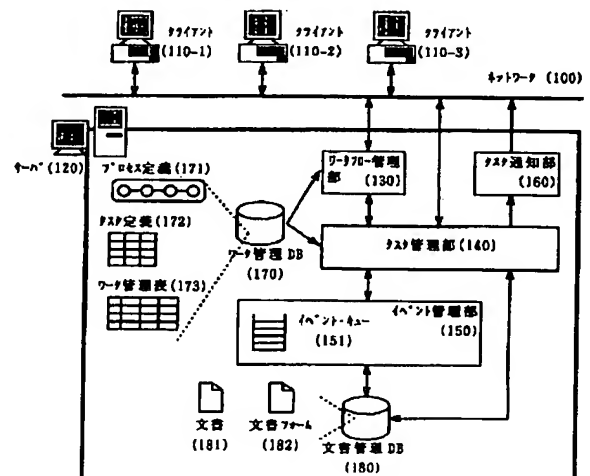 クライアント
(110-1)
クライアント
(110-2)
クライアント
(110-3)
ネットワーク (100)
サーバ(120)
プロセス定義(171)
タスク定義(172)
ワーク管理表(173)
ワーク管理 DB
(170)
ワークフロー管理
部
(130)
タスク通知部
(160)
タスク管理部(140)
イベント・キュー
(151)
イベント管理部
(150)
文書
(181)
文書フォーム
(182)
文書管理 DB
(180)